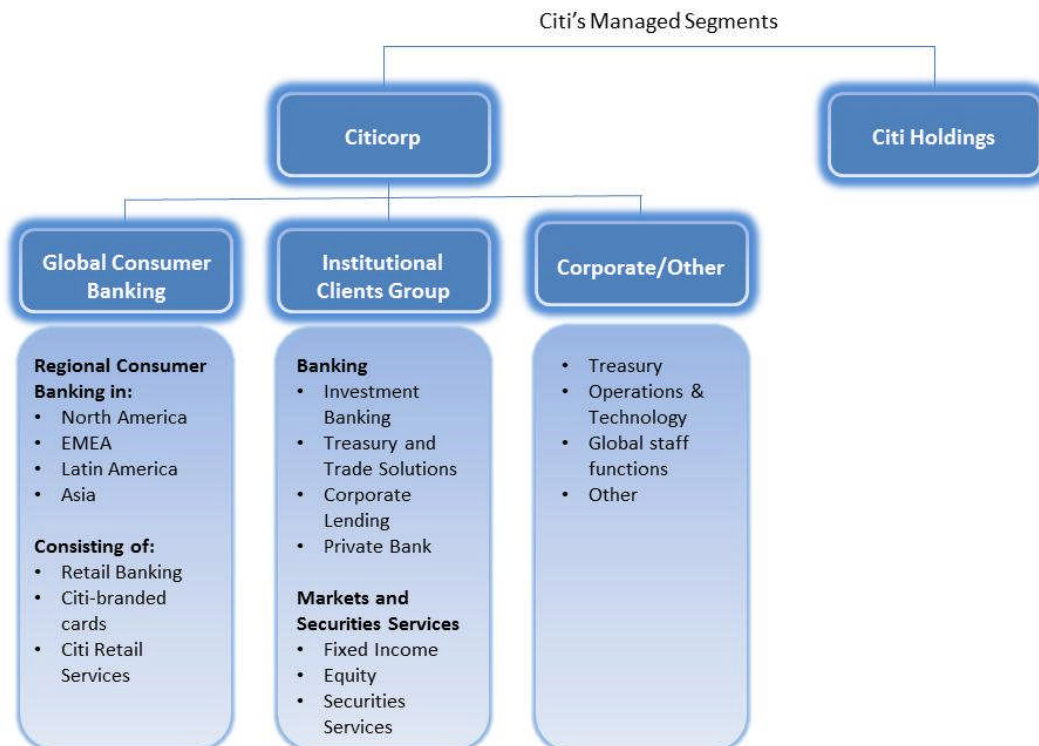 Citi’s Managed Segments
Citicorp
Citi Holdings
Global Consumer
Banking
Institutional
Clients Group
Corporate/Other
Regional Consumer
Banking in:
• North America
• EMEA
• Latin America
• Asia
Consisting of:
• Retail Banking
• Citi-branded
cards
• Citi Retail
Services
Banking
• Investment
Banking
• Treasury and
Trade Solutions
• Corporate
Lending
• Private Bank
Markets and
Securities Services
• Fixed Income
• Equity
• Securities
Services
• Treasury
• Operations &
Technology
• Global staff
functions
• Other